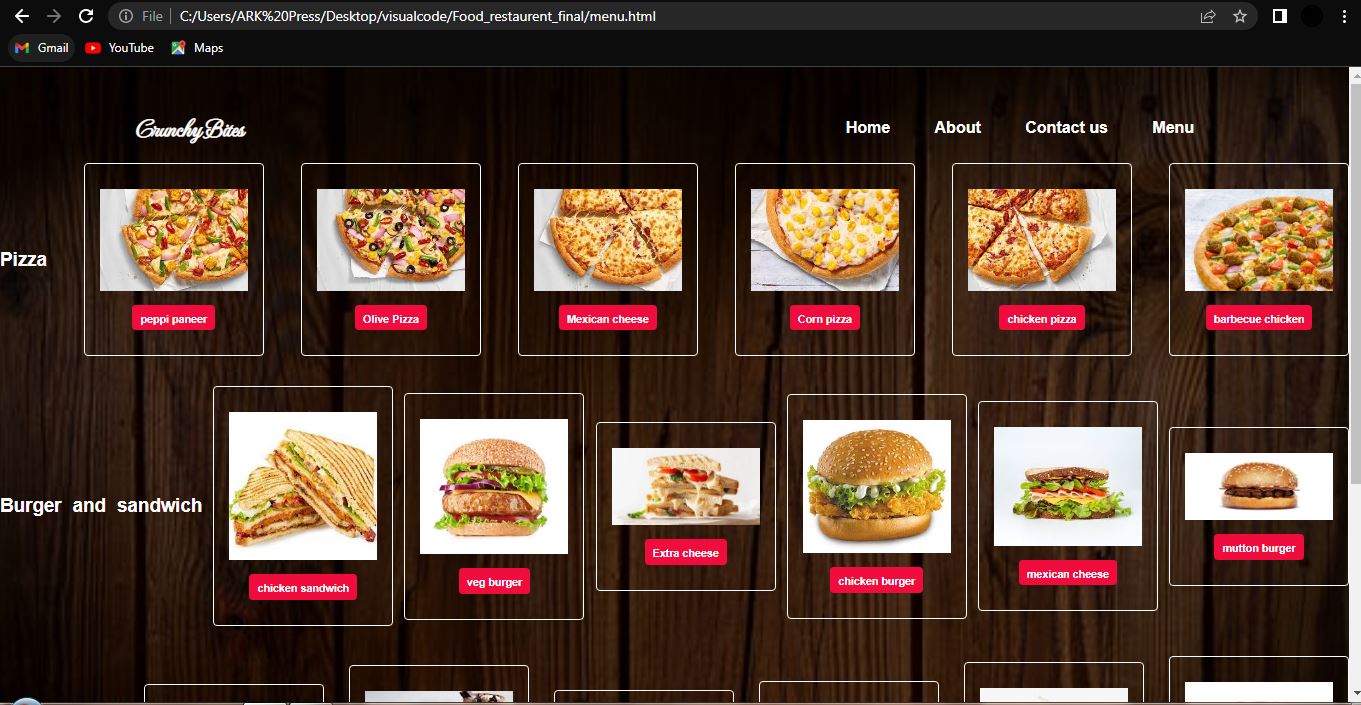 File | C:/Users/ARK%20Press/Desktop/visualcode/Food_restaurent_final/menu.html
Gmail YouTube Maps
CrunchyBites Home About Contact us Menu
Pizza
peppi paneer Olive Pizza Mexican cheese Corn pizza chicken pizza barbecue chicken
Burger and sandwich
chicken sandwich veg burger Extra cheese chicken burger mexican cheese mutton burger